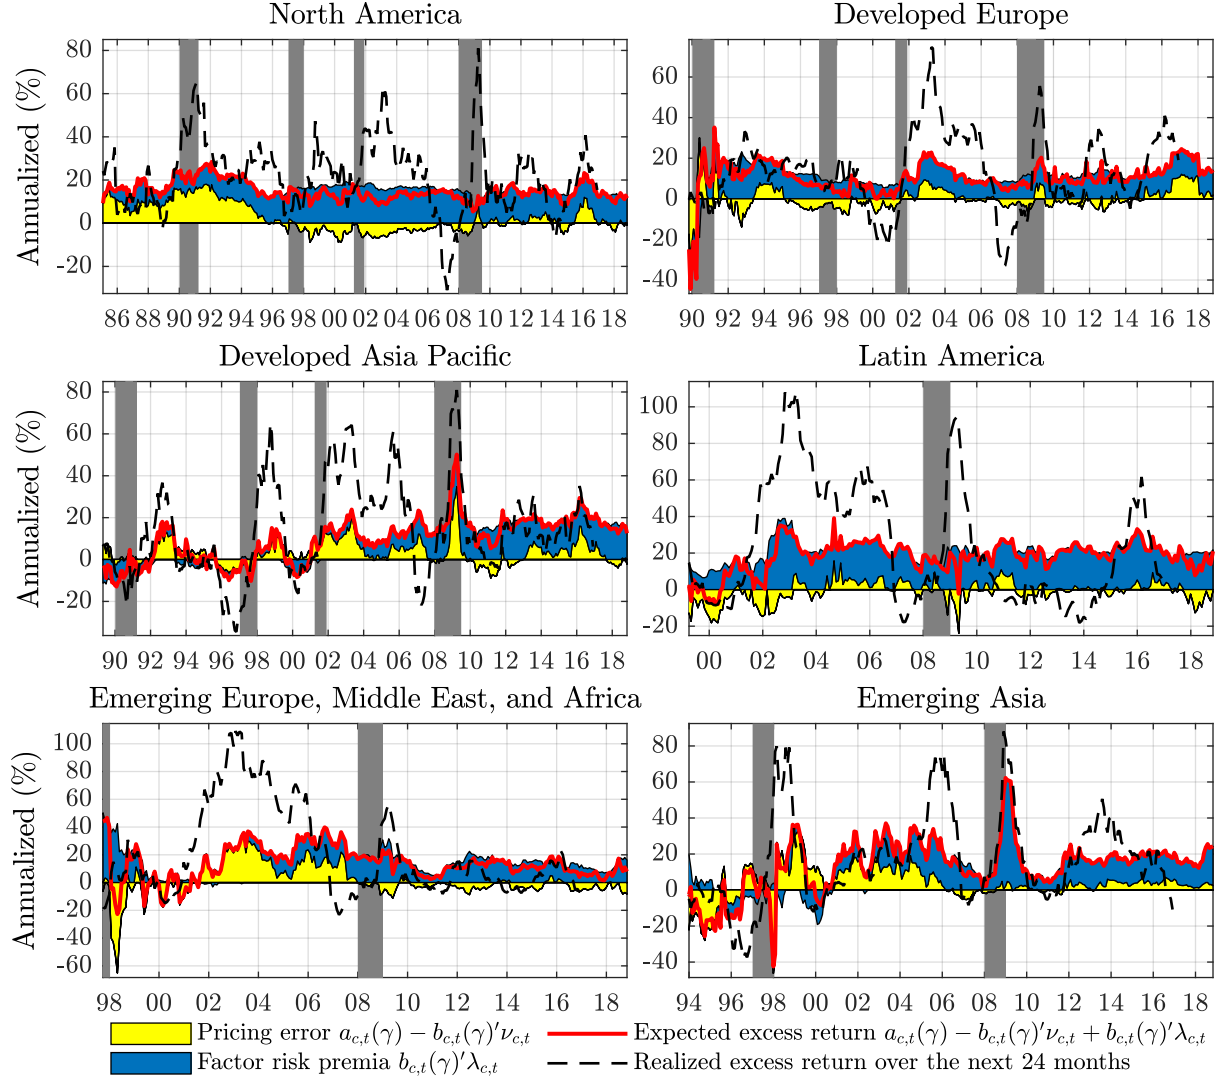 North America
Developed Europe
Annualized (%)
80
60
40
20
0
-20
86 88 90 92 94 96 98 00 02 04 06 08 10 12 14 16 18
60
40
20
0
-20
-40
90 92 94 96 98 00 02 04 06 08 10 12 14 16 18
Developed Asia Pacific
Latin America
Annualized (%)
80
60
40
20
0
-20
90 92 94 96 98 00 02 04 06 08 10 12 14 16 18
100
80
60
40
20
0
-20
00 02 04 06 08 10 12 14 16 18
Emerging Europe, Middle East, and Africa
Emerging Asia
Annualized (%)
100
80
60
40
20
0
-20
-40
-60
98 00 02 04 06 08 10 12 14 16 18
80
60
40
20
0
-20
-40
94 96 98 00 02 04 06 08 10 12 14 16 18
Pricing error a_{c,t}(γ) − b_{c,t}(γ)′ν_{c,t}
Expected excess return a_{c,t}(γ) − b_{c,t}(γ)′ν_{c,t} + b_{c,t}(γ)′λ_{c,t}
Factor risk premia b_{c,t}(γ)′λ_{c,t}
Realized excess return over the next 24 months